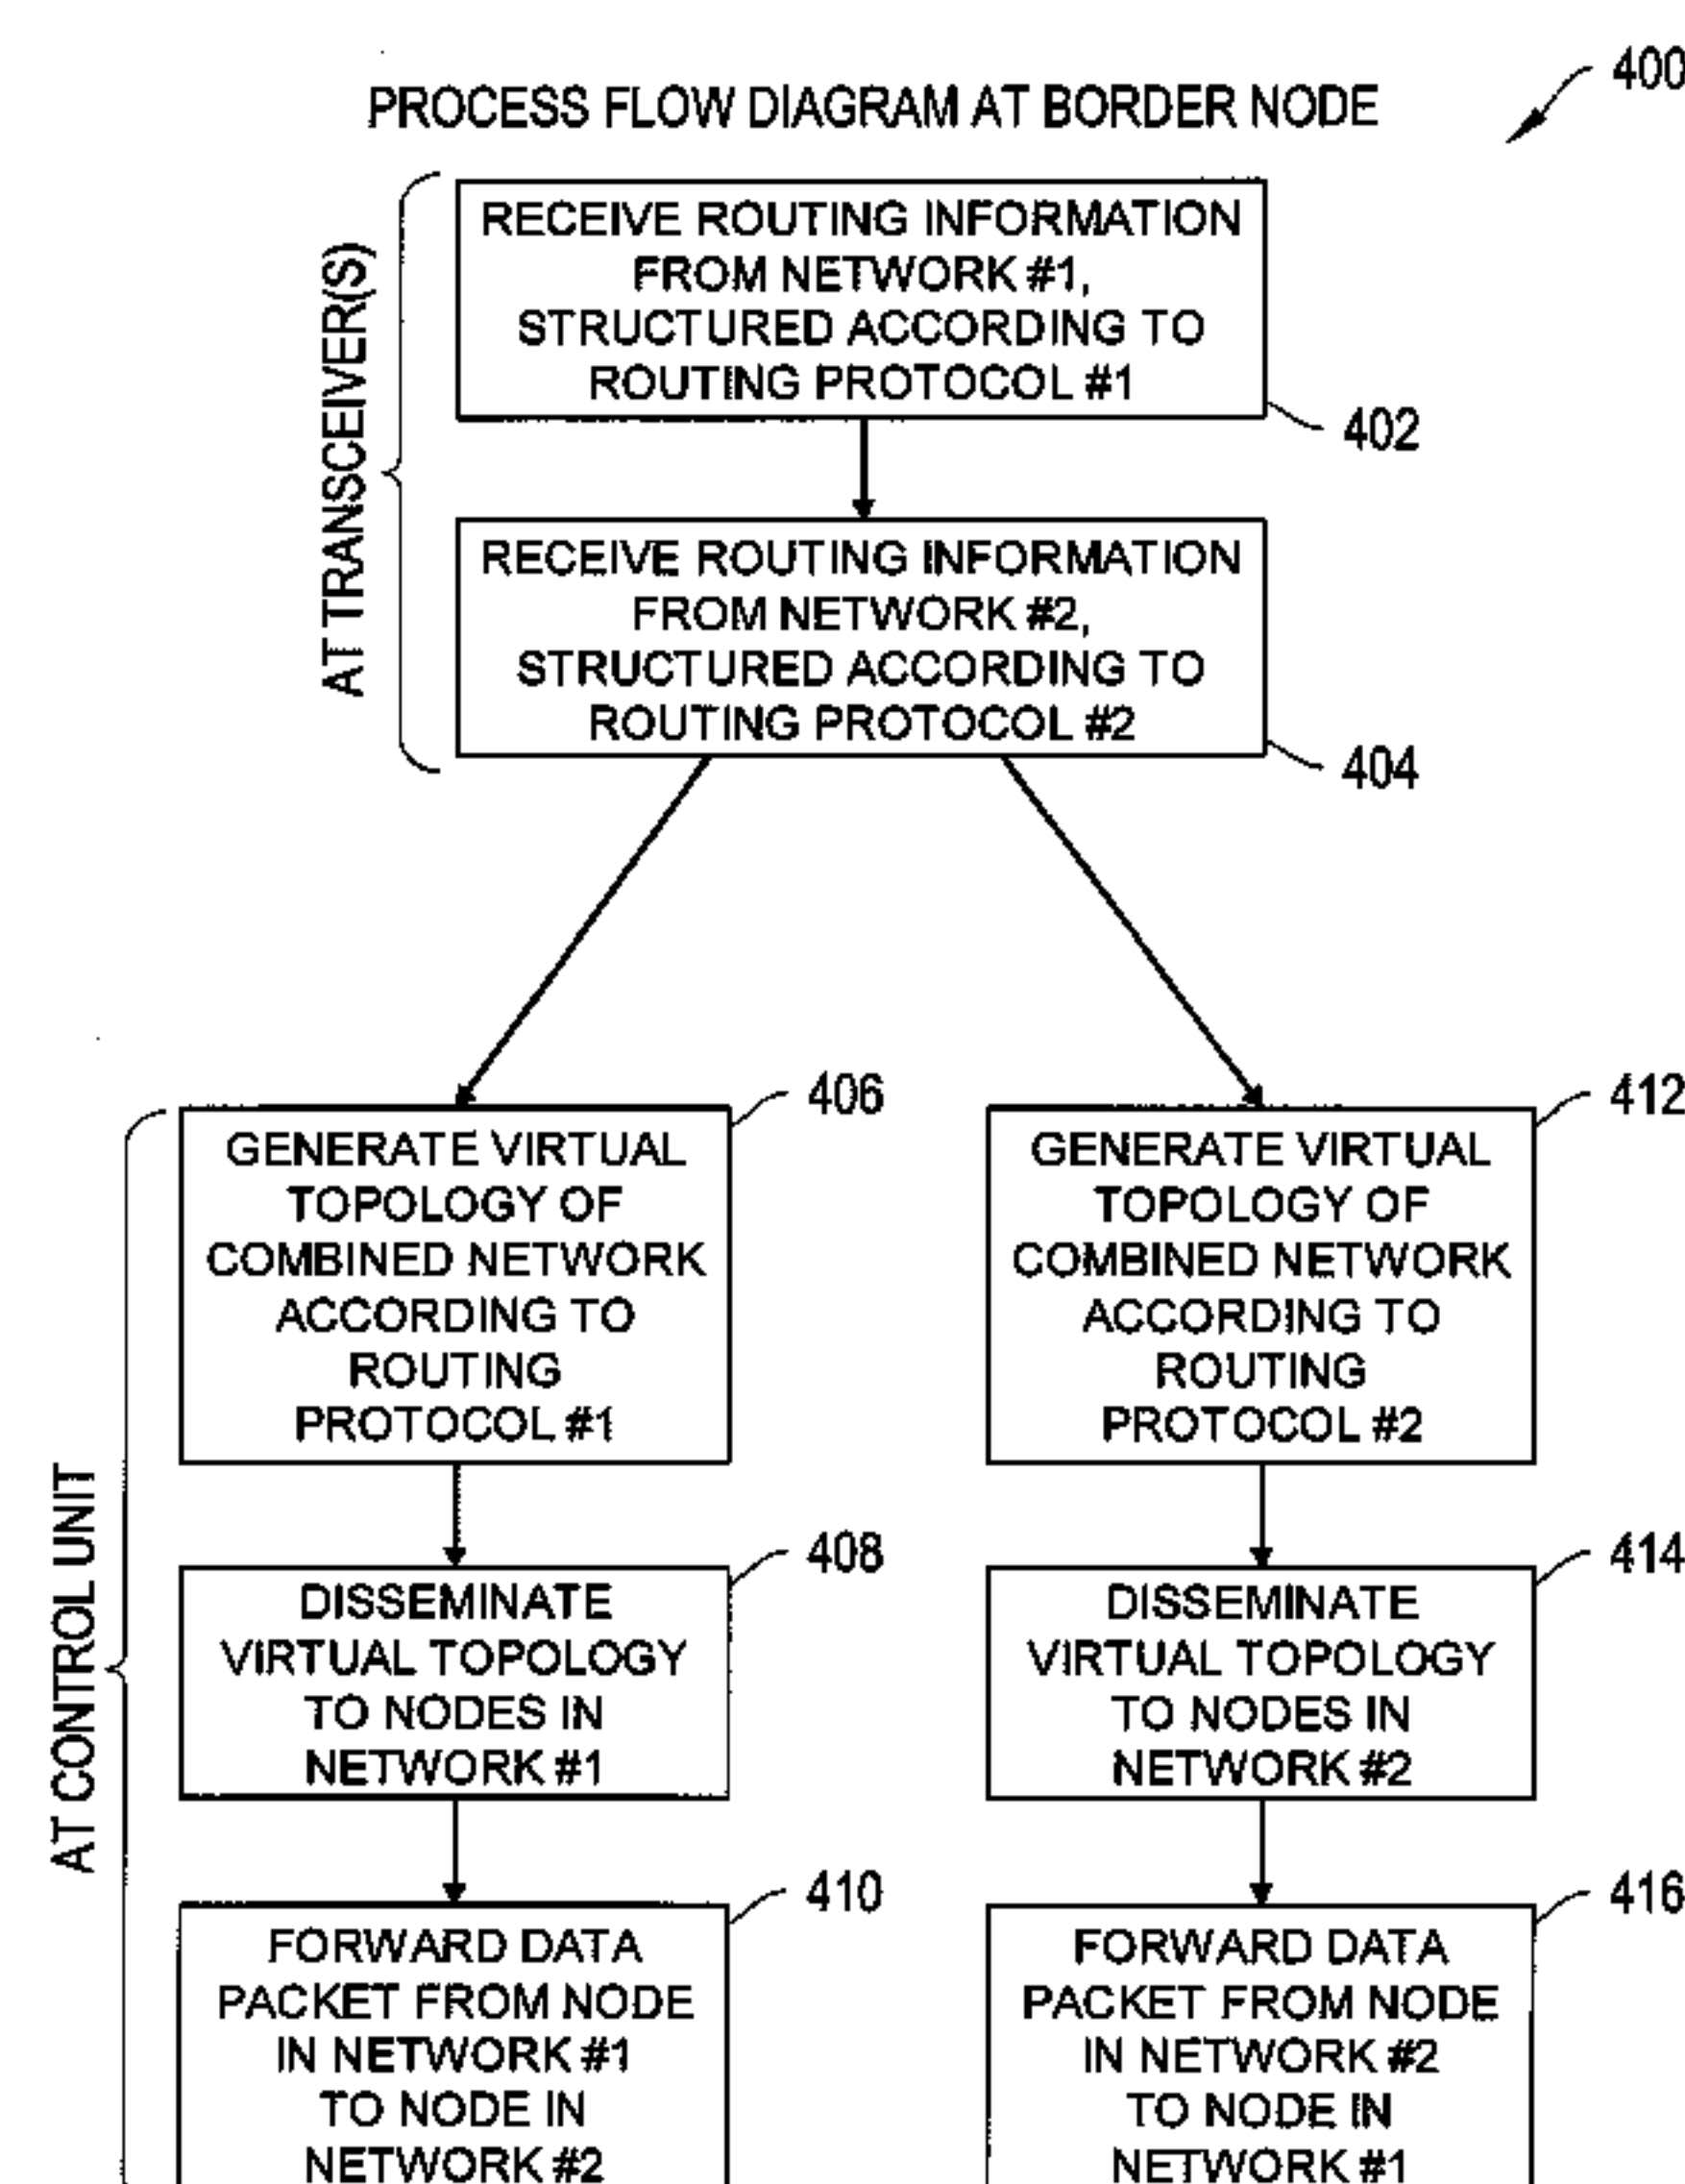 400
PROCESS FLOW DIAGRAM AT BORDER NODE
AT TRANSCEIVER(S)
RECEIVE ROUTING INFORMATION
FROM NETWORK #1,
STRUCTURED ACCORDING TO
ROUTING PROTOCOL #1
402
RECEIVE ROUTING INFORMATION
FROM NETWORK #2,
STRUCTURED ACCORDING TO
ROUTING PROTOCOL #2
404
AT CONTROL UNIT
406
GENERATE VIRTUAL
TOPOLOGY OF
COMBINED NETWORK
ACCORDING TO
ROUTING
PROTOCOL #1
408
DISSEMINATE
VIRTUAL TOPOLOGY
TO NODES IN
NETWORK #1
410
FORWARD DATA
PACKET FROM NODE
IN NETWORK #1
TO NODE IN
NETWORK #2
412
GENERATE VIRTUAL
TOPOLOGY OF
COMBINED NETWORK
ACCORDING TO
ROUTING
PROTOCOL #2
414
DISSEMINATE
VIRTUAL TOPOLOGY
TO NODES IN
NETWORK #2
416
FORWARD DATA
PACKET FROM NODE
IN NETWORK #2
TO NODE IN
NETWORK #1